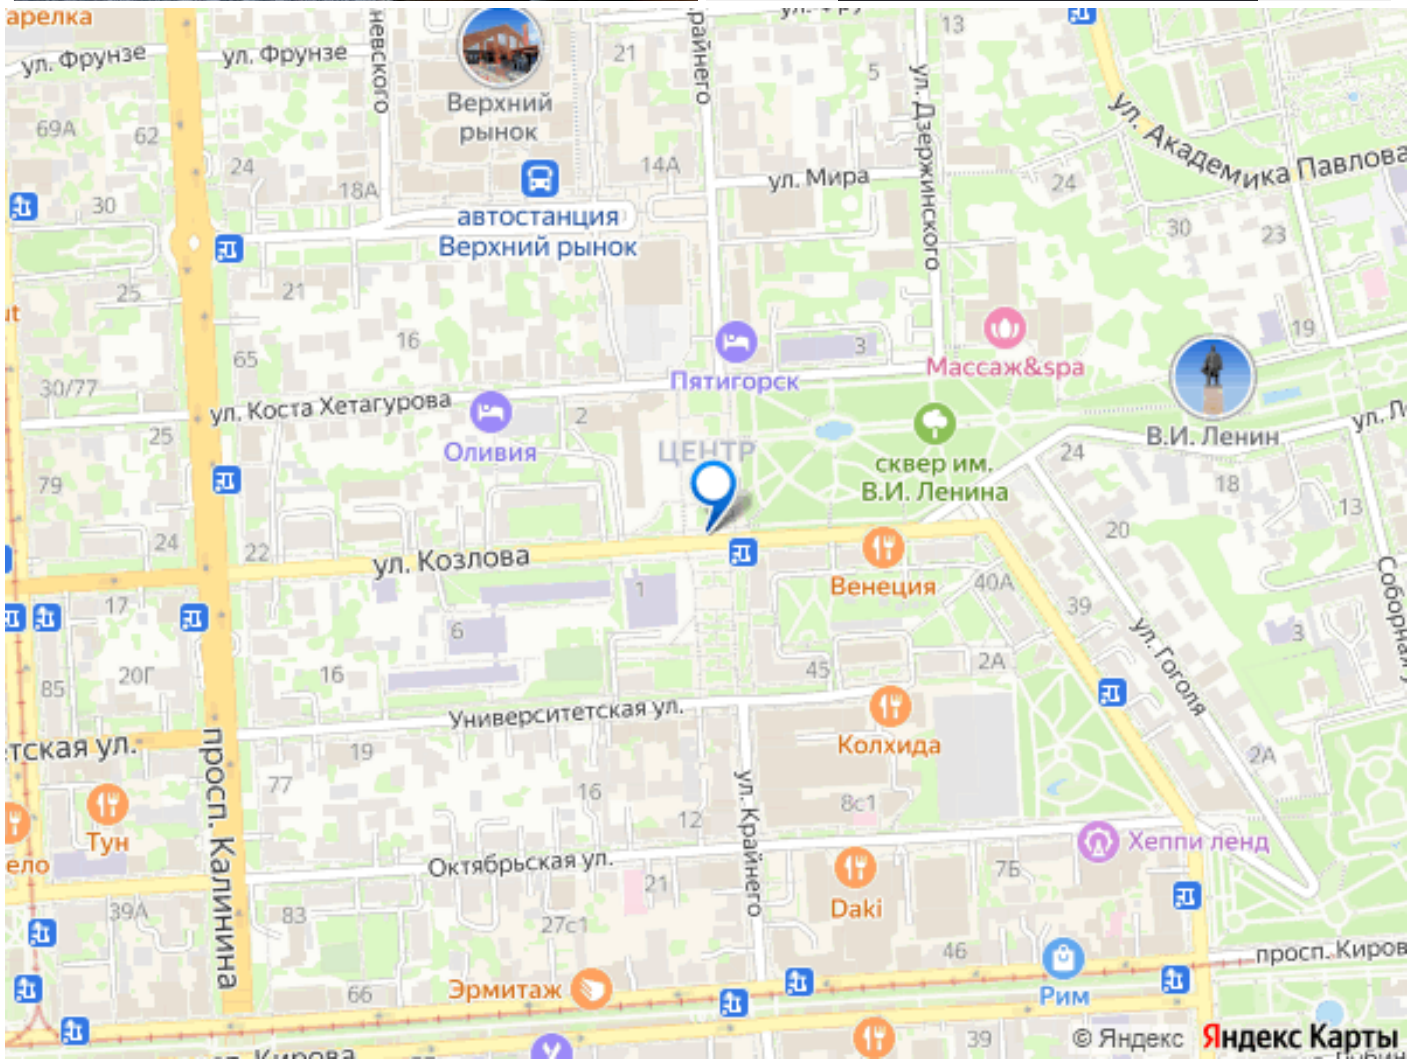 арелка
ул. Фрунзе
ул. Фрунзе
невского
райнего
21
13
5
ул. Дзержинского
ул. Академика Павлова
Верхний
рынок
69А
62
24
18А
14А
ул. Мира
24
30
автостанция
Верхний рынок
30
23
25
21
16
65
3
19
Пятигорск
Массаж&spa
30/77
ул. Коста Хетагурова
2
Оливия
25
ЦЕНТР
сквер им.
В.И. Ленина
В.И. Ленин
24
18
13
79
20
24
22
ул. Козлова
Венеция
40А
39
Соборная
17
1
6
3
ул. Гоголя
20Г
16
45
2А
85
Университетская ул.
тская ул.
19
Колхида
2А
просп. Калинина
77
16
ул. Крайнего
8с1
12
Тун
ело
Октябрьская ул.
Хеппи ленд
21
7Б
39А
83
27с1
Daki
46
просп. Киров
66
Эрмитаж
Рим
Кирова
39
© Яндекс
Яндекс Карты